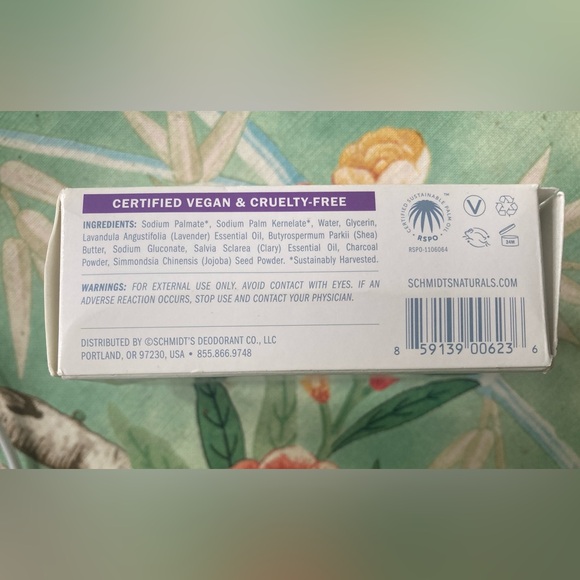 CERTIFIED VEGAN & CRUELTY-FREE
INGREDIENTS: Sodium Palmate*, Sodium Palm Kernelate*, Water, Glycerin,
Lavandula Angustifolia (Lavender) Essential Oil, Butyrospermum Parkii (Shea)
Butter, Sodium Gluconate, Salvia Sclarea (Clary) Essential Oil, Charcoal
Powder, Simmondsia Chinensis (Jojoba) Seed Powder. *Sustainably Harvested.
WARNINGS: FOR EXTERNAL USE ONLY. AVOID CONTACT WITH EYES. IF AN
ADVERSE REACTION OCCURS, STOP USE AND CONTACT YOUR PHYSICIAN.
DISTRIBUTED BY ©SCHMIDT'S DEODORANT CO., LLC
PORTLAND, OR 97230, USA • 855.866.9748
CERTIFIED SUSTAINABLE PALM OIL
RSPO
TM
RSPO-1106064
V
24M
SCHMIDTSNATURALS.COM
8 59139 00623 6